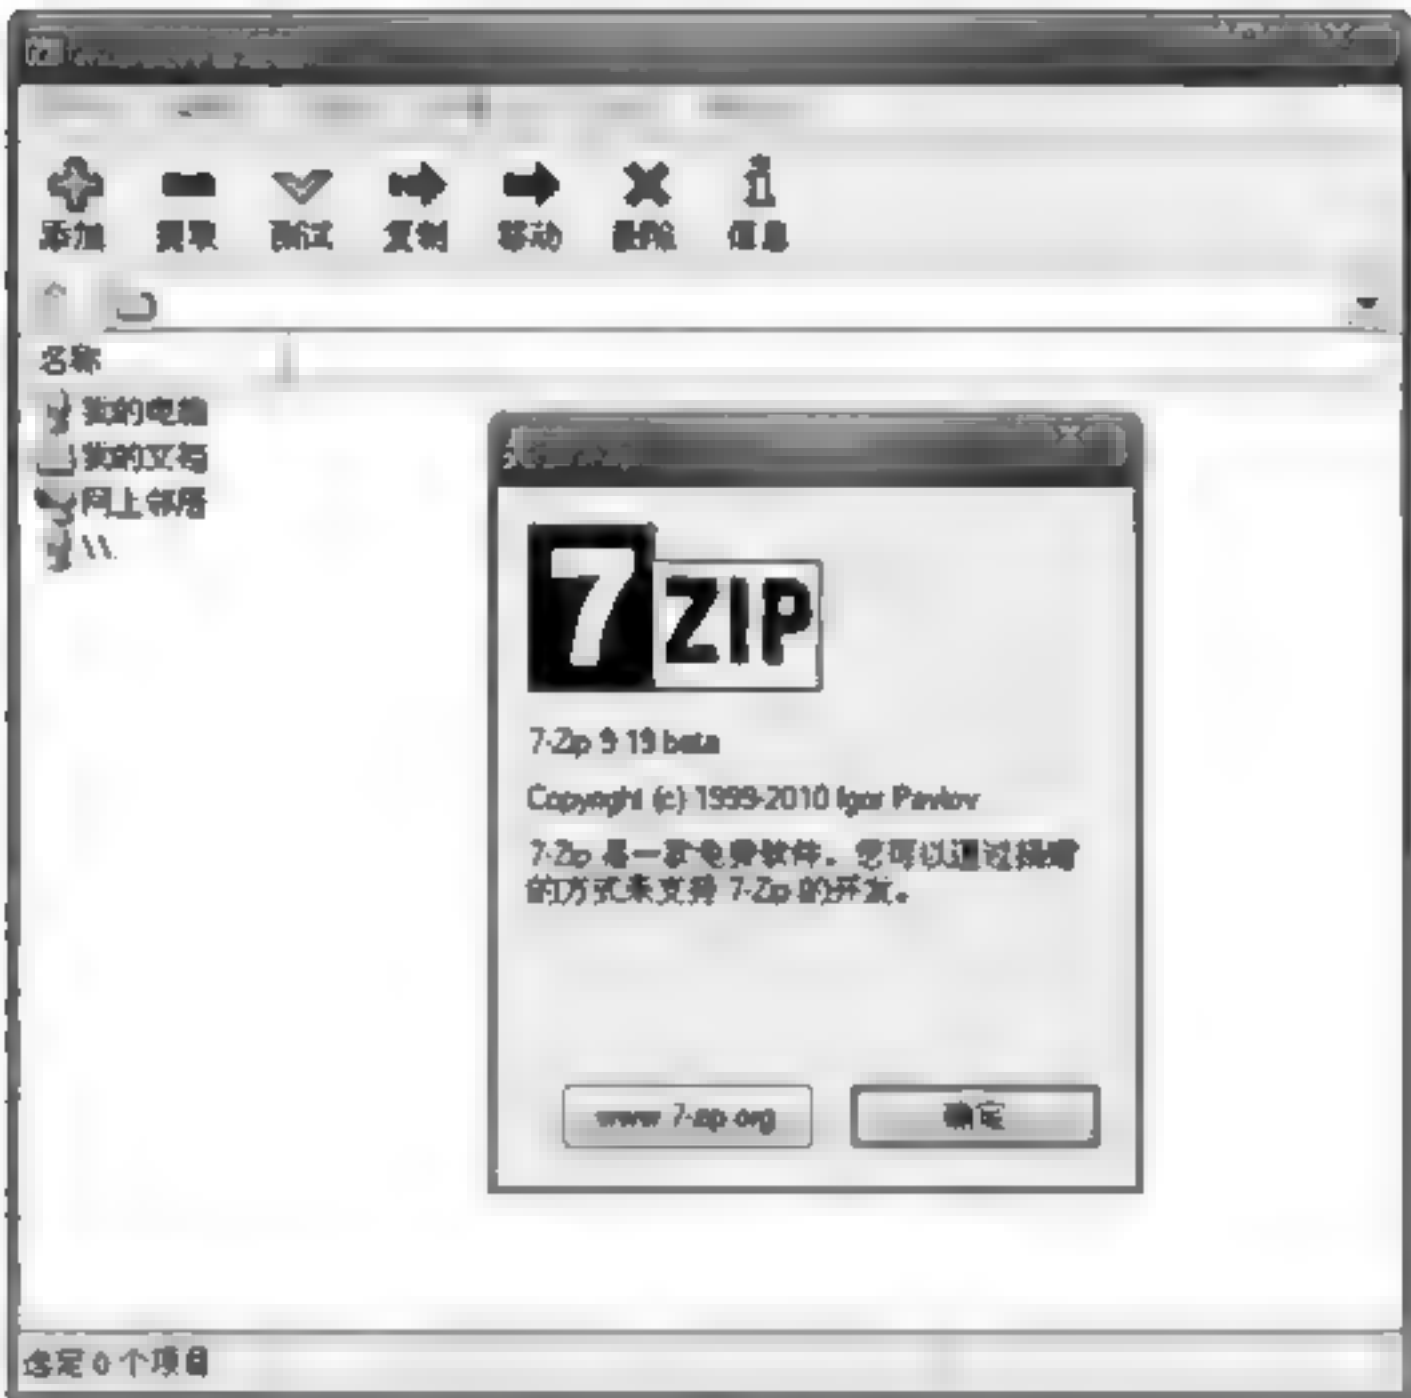 添加 提取 测试 复制 移动 删除 信息
名称
我的电脑
我的文档
网上邻居
\\
7 ZIP
7-Zip 9.19 beta
Copyright (c) 1999-2010 Igor Pavlov
7-Zip 是一款免费软件。您可以通过捐赠
的方式来支持 7-Zip 的开发。
www.7-zip.org 确定
选定 0 个项目